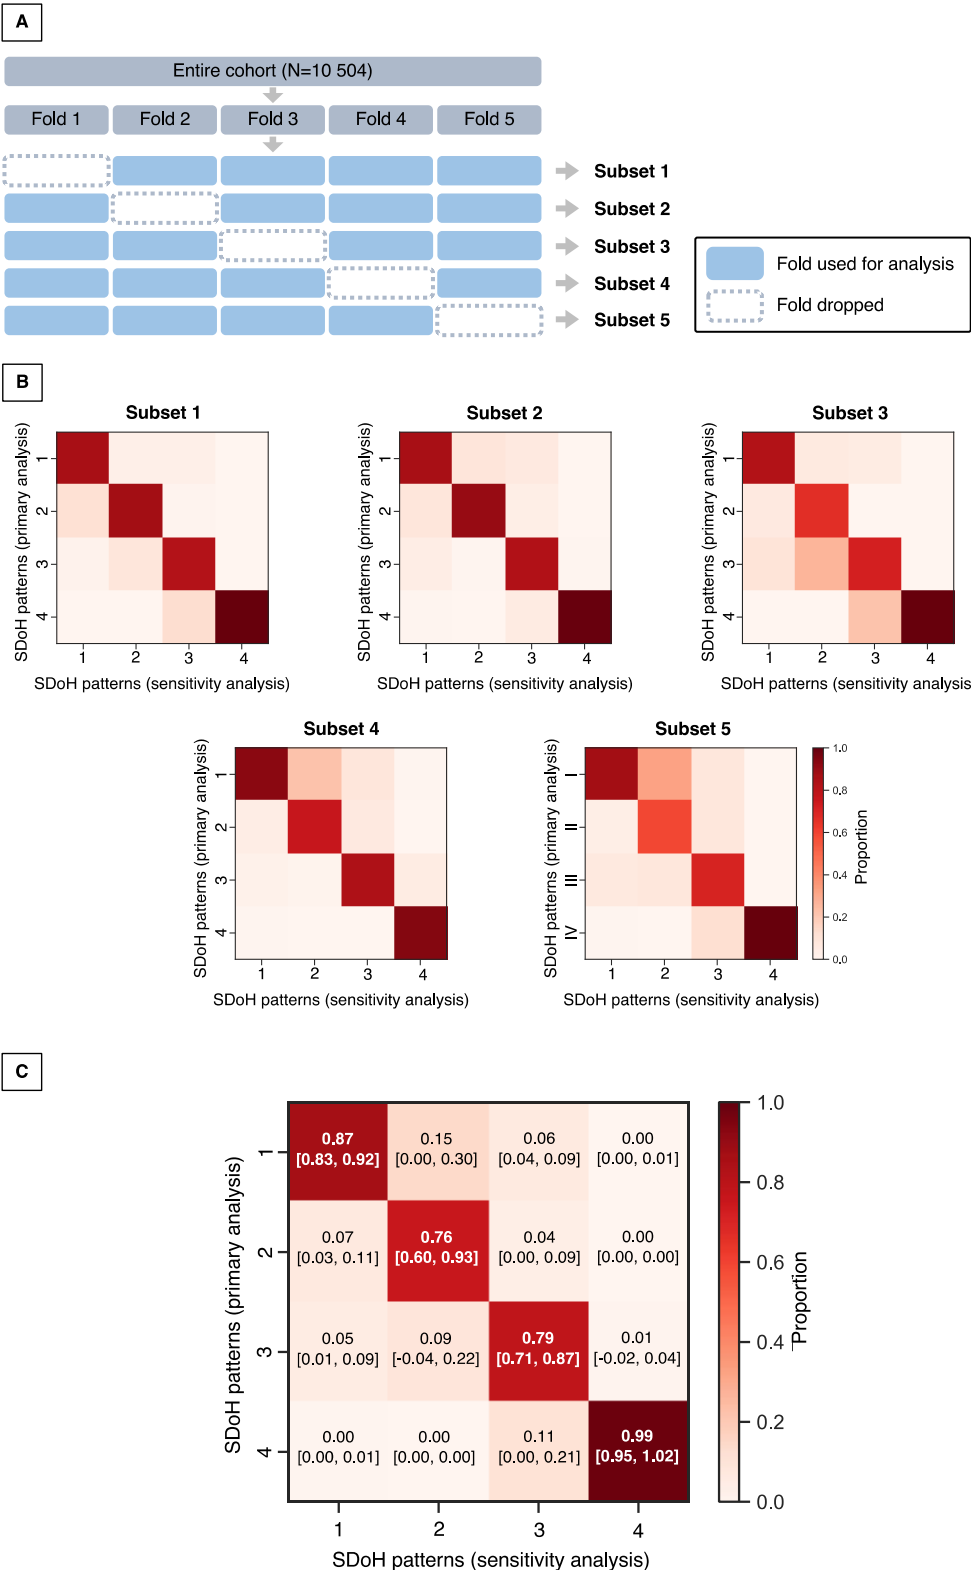 A
Entire cohort (N=10 504)
Fold 1 Fold 2 Fold 3 Fold 4 Fold 5
Subset 1
Subset 2
Subset 3
Subset 4
Subset 5
Fold used for analysis
Fold dropped
B
Subset 1
SDoH patterns (primary analysis)
1
2
3
4
1 2 3 4
SDoH patterns (sensitivity analysis)
Subset 2
SDoH patterns (primary analysis)
1
2
3
4
1 2 3 4
SDoH patterns (sensitivity analysis)
Subset 3
SDoH patterns (primary analysis)
1
2
3
4
1 2 3 4
SDoH patterns (sensitivity analysis
Subset 4
SDoH patterns (primary analysis)
1
2
3
4
1 2 3 4
SDoH patterns (sensitivity analysis)
Subset 5
SDoH patterns (primary analysis)
I
II
III
IV
1 2 3 4
SDoH patterns (sensitivity analysis)
1.0
0.8
0.6
0.4
0.2
0.0
Proportion
C
SDoH patterns (primary analysis)
1
2
3
4
0.87 0.15 0.06 0.00
[0.83, 0.92] [0.00, 0.30] [0.04, 0.09] [0.00, 0.01]
0.07 0.76 0.04 0.00
[0.03, 0.11] [0.60, 0.93] [0.00, 0.09] [0.00, 0.00]
0.05 0.09 0.79 0.01
[0.01, 0.09] [-0.04, 0.22] [0.71, 0.87] [-0.02, 0.04]
0.00 0.00 0.11 0.99
[0.00, 0.01] [0.00, 0.00] [0.00, 0.21] [0.95, 1.02]
1 2 3 4
SDoH patterns (sensitivity analysis)
1.0
0.8
0.6
0.4
0.2
0.0
Proportion